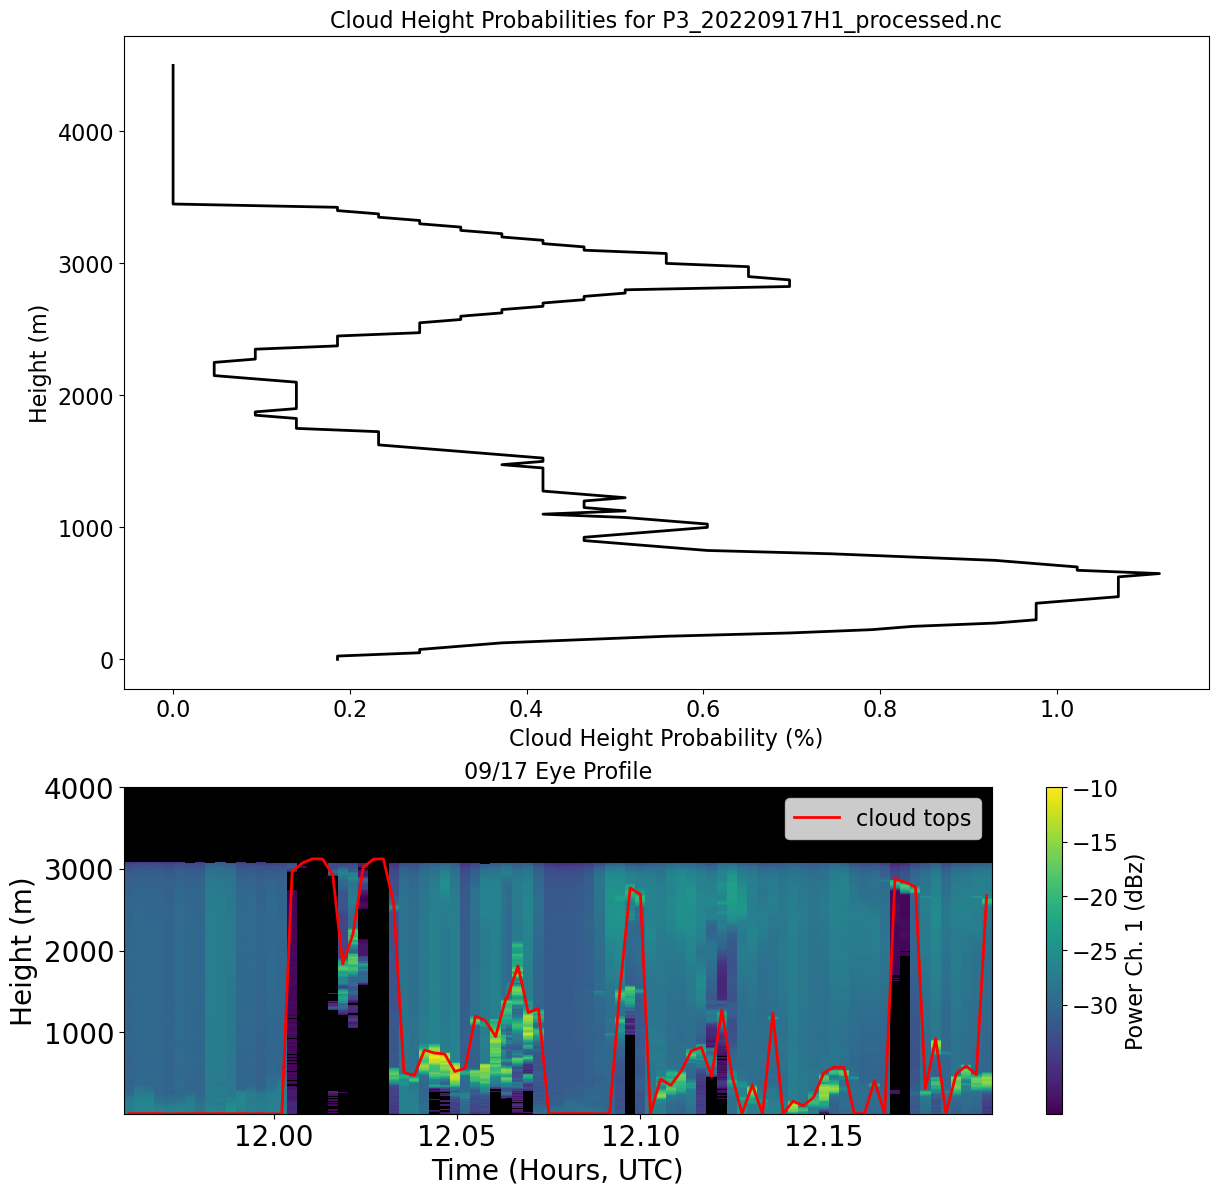 Cloud Height Probabilities for P3_20220917H1_processed.nc
4000
3000
2000
1000
0
Height (m)
0.0 0.2 0.4 0.6 0.8 1.0
Cloud Height Probability (%)
09/17 Eye Profile
4000
3000
2000
1000
Height (m)
cloud tops
12.00 12.05 12.10 12.15
Time (Hours, UTC)
−10
−15
−20
−25
−30
Power Ch. 1 (dBz)